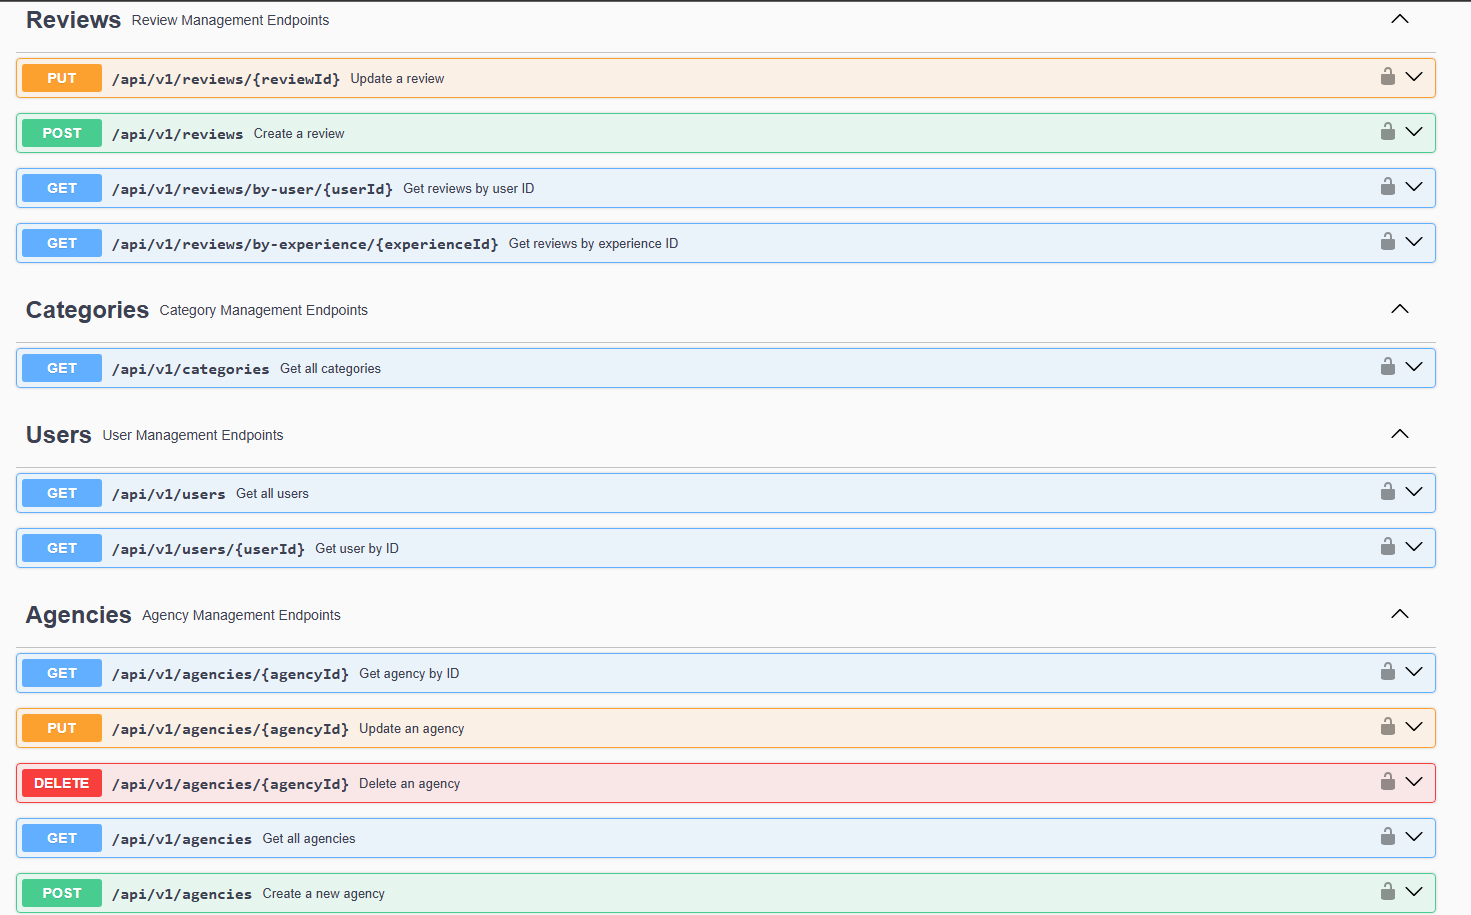 Reviews Review Management Endpoints
PUT /api/v1/reviews/{reviewId} Update a review
POST /api/v1/reviews Create a review
GET /api/v1/reviews/by-user/{userId} Get reviews by user ID
GET /api/v1/reviews/by-experience/{experienceId} Get reviews by experience ID
Categories Category Management Endpoints
GET /api/v1/categories Get all categories
Users User Management Endpoints
GET /api/v1/users Get all users
GET /api/v1/users/{userId} Get user by ID
Agencies Agency Management Endpoints
GET /api/v1/agencies/{agencyId} Get agency by ID
PUT /api/v1/agencies/{agencyId} Update an agency
DELETE /api/v1/agencies/{agencyId} Delete an agency
GET /api/v1/agencies Get all agencies
POST /api/v1/agencies Create a new agency